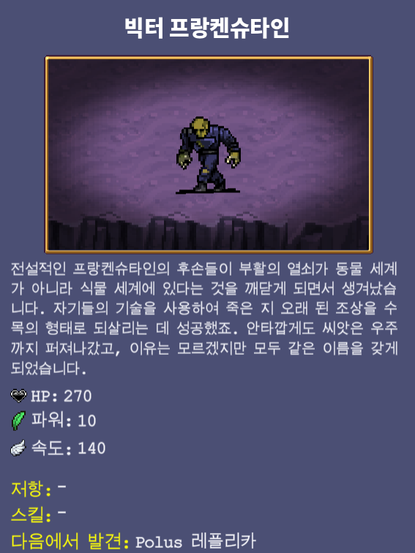 빅터 프랑켄슈타인
전설적인 프랑켄슈타인의 후손들이 부활의 열쇠가 동물 세계
가 아니라 식물 세계에 있다는 것을 깨닫게 되면서 생겨났습
니다. 자기들의 기술을 사용하여 죽은 지 오래 된 조상을 수
목의 형태로 되살리는 데 성공했죠. 안타깝게도 씨앗은 우주
까지 퍼져나갔고, 이유는 모르겠지만 모두 같은 이름을 갖게
되었습니다.
HP: 270
파워: 10
속도: 140
저항: -
스킬: -
다음에서 발견: Polus 레플리카